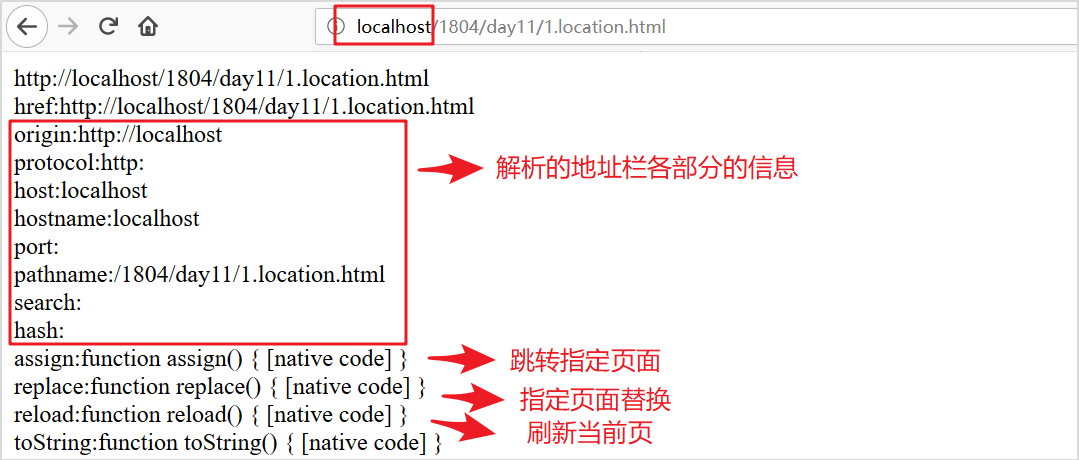 localhost/1804/day11/1.location.html
http://localhost/1804/day11/1.location.html
href:http://localhost/1804/day11/1.location.html
origin:http://localhost
protocol:http:
host:localhost
hostname:localhost
port:
pathname:/1804/day11/1.location.html
search:
hash:
解析的地址栏各部分的信息
assign:function assign() { [native code] }
跳转指定页面
replace:function replace() { [native code] }
指定页面替换
reload:function reload() { [native code] }
刷新当前页
toString:function toString() { [native code] }